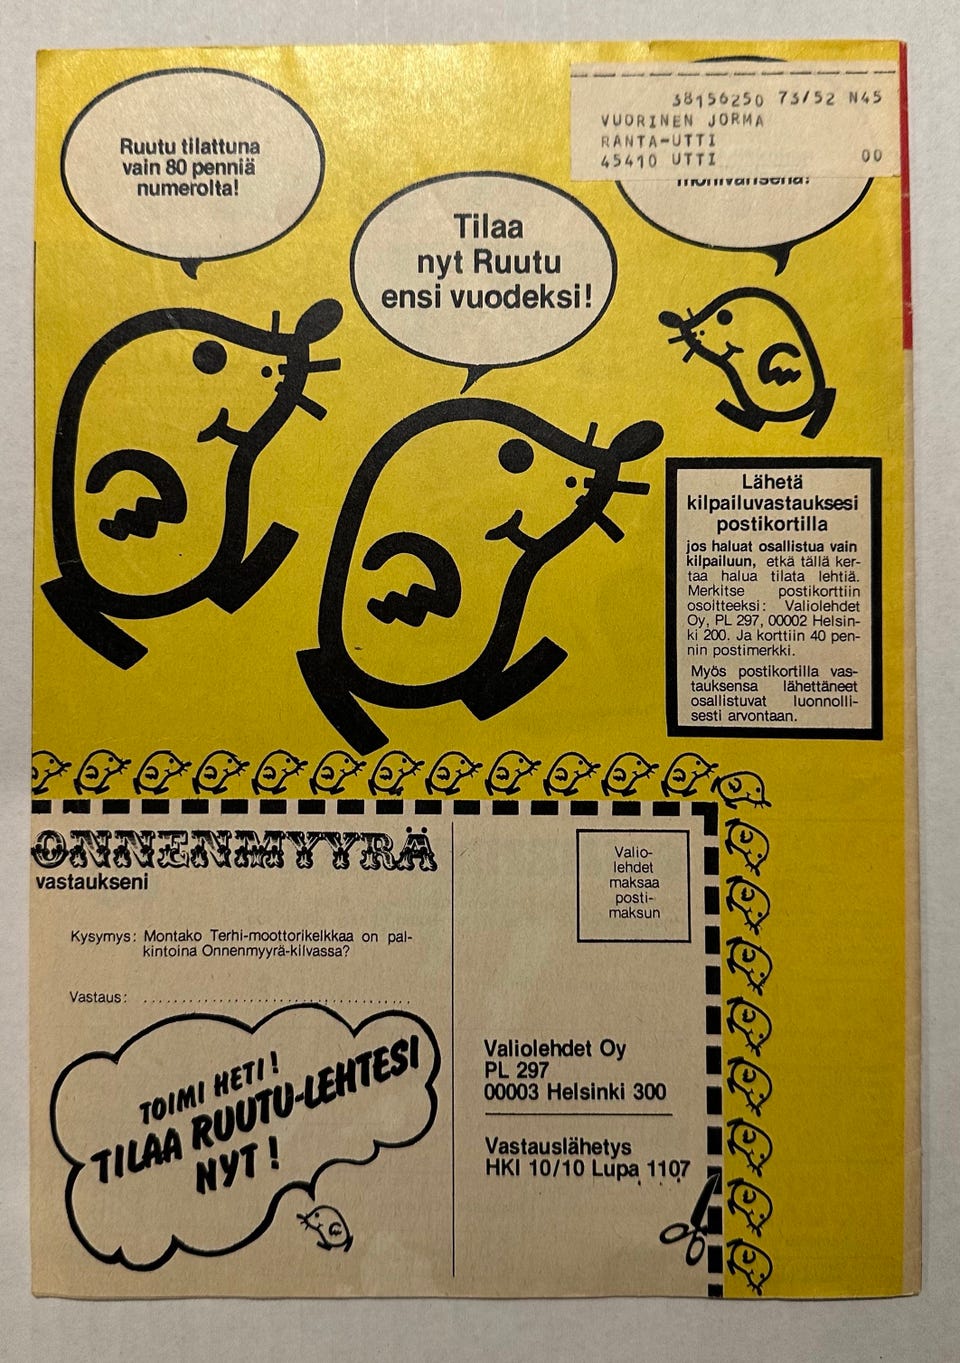 Ruutu tilattuna
vain 80 penniä
numerolta!
Tilaa
nyt Ruutu
ensi vuodeksi!
38156250 73/52 N45
VUORINEN JORMA
RANTA-UTTI
45410 UTTI 00
Lähetä
kilpailuvastauksesi
postikortilla
jos haluat osallistua vain
kilpailuun, etkä tällä ker-
taa halua tilata lehtiä.
Merkitse postikorttiin
osoitteeksi: Valiolehdet
Oy, PL 297, 00002 Helsin-
ki 200. Ja korttiin 40 pen-
nin postimerkki.
Myös postikortilla vas-
tauksensa lähettäneet
osallistuvat luonnolli-
sesti arvontaan.
ONNENMYYRÄ
vastaukseni
Kysymys: Montako Terhi-moottorikelkkaa on pal-
kintoina Onnenmyyrä-kilvassa?
Vastaus: ........................................
TOIMI HETI!
TILAA RUUTU-LEHTESI
NYT!
Valio-
lehdet
maksaa
posti-
maksun
Valiolehdet Oy
PL 297
00003 Helsinki 300
Vastauslähetys
HKI 10/10 Lupa 1107